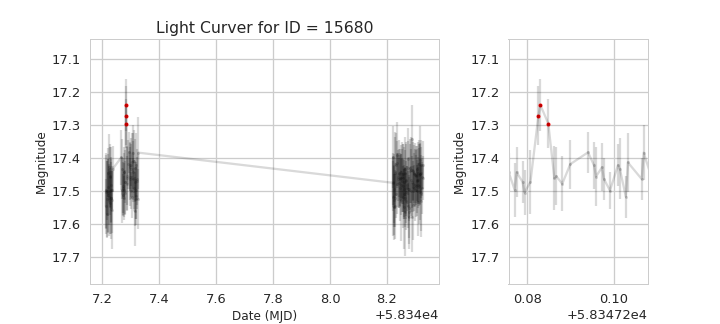 Light Curver for ID = 15680
Magnitude
17.1
17.2
17.3
17.4
17.5
17.6
17.7
7.2 7.4 7.6 7.8 8.0 8.2
Date (MJD)
+5.834e4
Magnitude
17.1
17.2
17.3
17.4
17.5
17.6
17.7
0.08 0.10
+5.83472e4